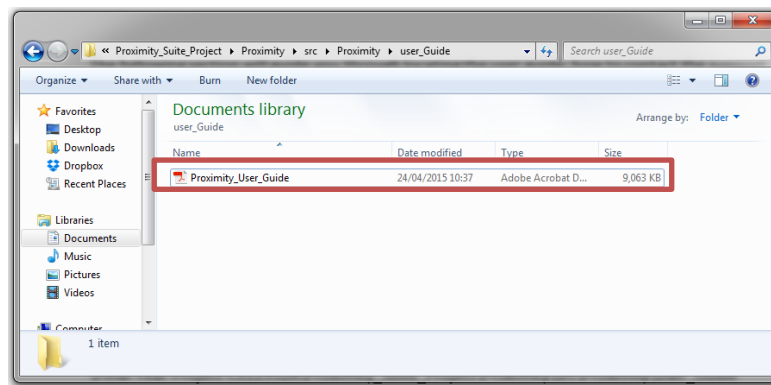 « Proximity_Suite_Project Proximity src Proximity user_Guide Search user_Guide
Organize Share with Burn New folder
Favorites
Desktop
Downloads
Dropbox
Recent Places
Libraries
Documents
Music
Pictures
Videos
Computer
Documents library
user_Guide
Arrange by: Folder
Name Date modified Type Size
Proximity_User_Guide 24/04/2015 10:37 Adobe Acrobat D... 9,063 KB
1 item